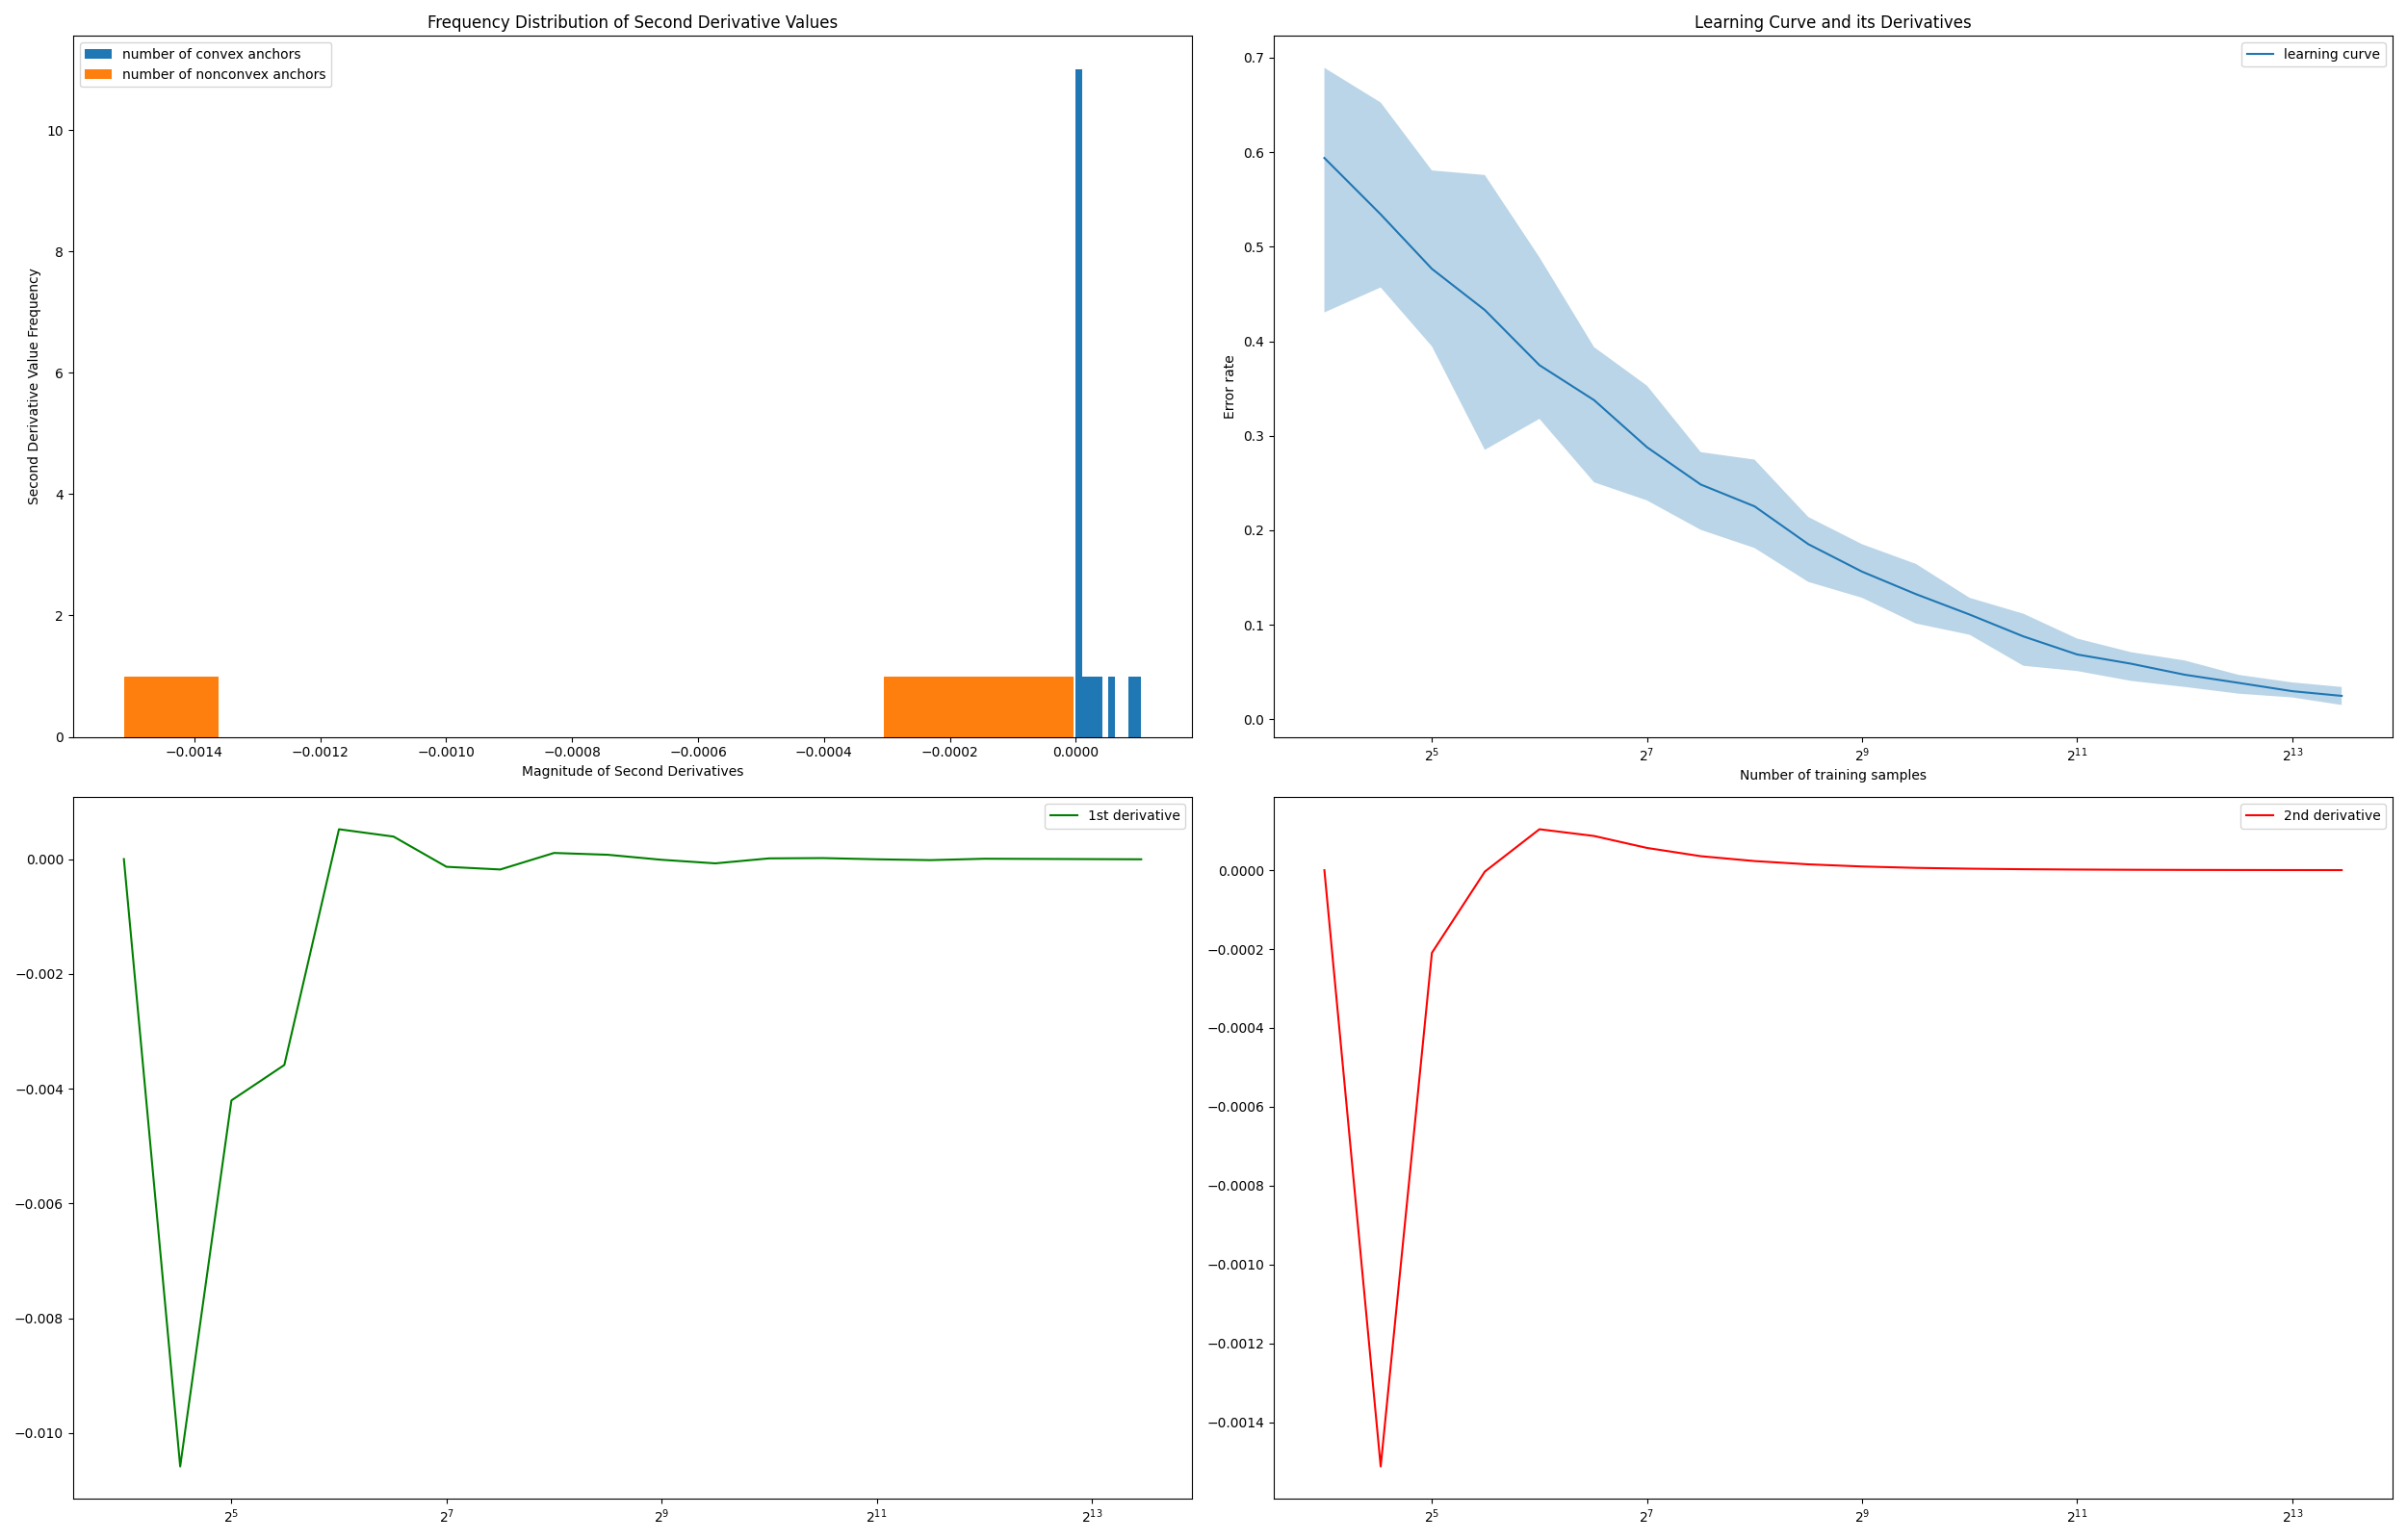 Frequency Distribution of Second Derivative Values
number of convex anchors
number of nonconvex anchors
10
8
6
4
2
0
Second Derivative Value Frequency
−0.0014 −0.0012 −0.0010 −0.0008 −0.0006 −0.0004 −0.0002 0.0000
Magnitude of Second Derivatives
Learning Curve and its Derivatives
learning curve
0.7
0.6
0.5
0.4
0.3
0.2
0.1
0.0
Error rate
2^5 2^7 2^9 2^11 2^13
Number of training samples
1st derivative
0.000
−0.002
−0.004
−0.006
−0.008
−0.010
2^5 2^7 2^9 2^11 2^13
2nd derivative
0.0000
−0.0002
−0.0004
−0.0006
−0.0008
−0.0010
−0.0012
−0.0014
2^5 2^7 2^9 2^11 2^13